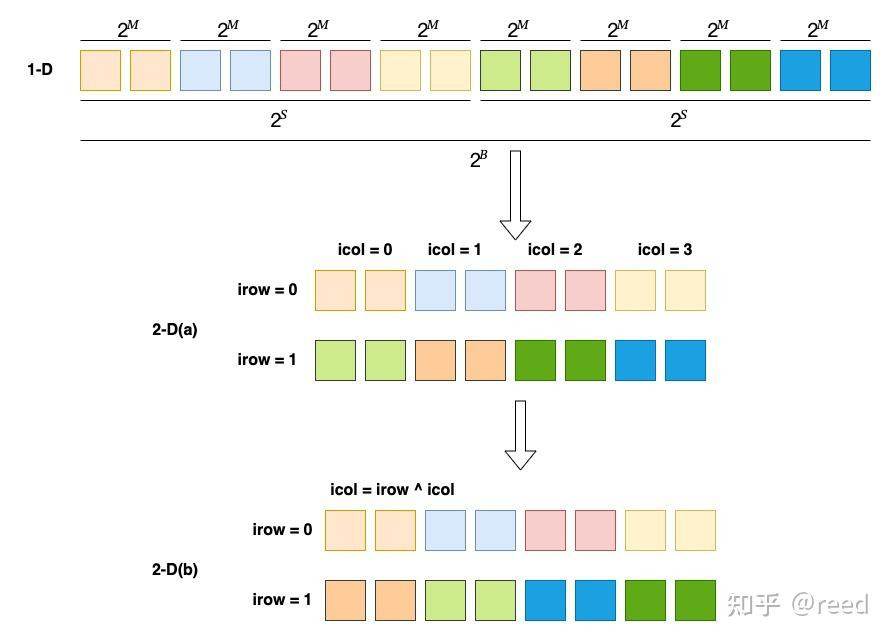 2^M 2^M 2^M 2^M 2^M 2^M 2^M 2^M
1-D
2^S 2^S
2^B
icol = 0 icol = 1 icol = 2 icol = 3
irow = 0
2-D(a)
irow = 1
icol = irow ^ icol
irow = 0
2-D(b)
irow = 1
知乎 @reed